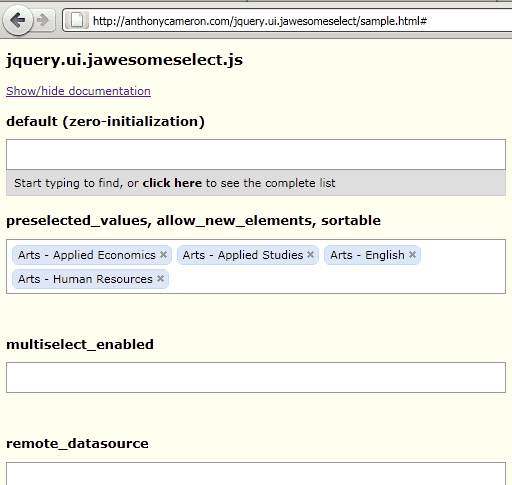 http://anthonycameron.com/jquery.ui.jawesomeselect/sample.html#
jquery.ui.jawesomeselect.js
Show/hide documentation
default (zero-initialization)
Start typing to find, or click here to see the complete list
preselected_values, allow_new_elements, sortable
Arts - Applied Economics × Arts - Applied Studies × Arts - English ×
Arts - Human Resources ×
multiselect_enabled
remote_datasource